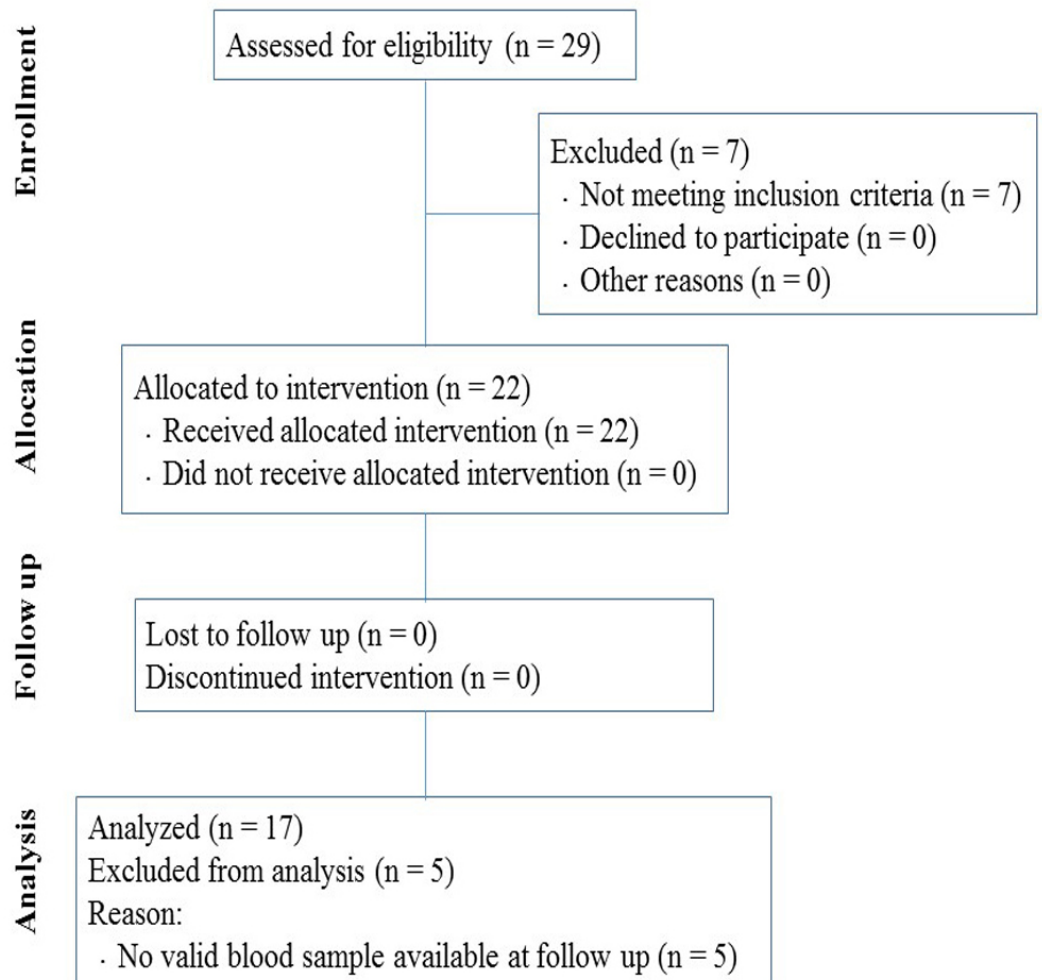 Enrollment
Assessed for eligibility (n = 29)
Excluded (n = 7)
· Not meeting inclusion criteria (n = 7)
· Declined to participate (n = 0)
· Other reasons (n = 0)
Allocation
Allocated to intervention (n = 22)
· Received allocated intervention (n = 22)
· Did not receive allocated intervention (n = 0)
Follow up
Lost to follow up (n = 0)
Discontinued intervention (n = 0)
Analysis
Analyzed (n = 17)
Excluded from analysis (n = 5)
Reason:
· No valid blood sample available at follow up (n = 5)